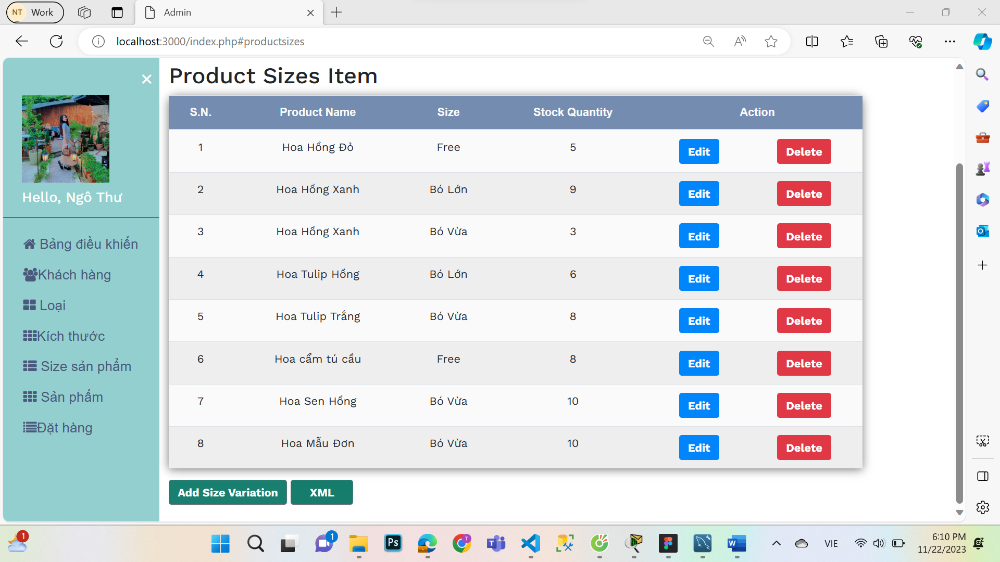 NT Work
Admin
localhost:3000/index.php#productsizes
Hello, Ngô Thư
Bảng điều khiển
Khách hàng
Loại
Kích thước
Size sản phẩm
Sản phẩm
Đặt hàng
Product Sizes Item
S.N. Product Name Size Stock Quantity Action
1 Hoa Hồng Đỏ Free 5 Edit Delete
2 Hoa Hồng Xanh Bó Lớn 9 Edit Delete
3 Hoa Hồng Xanh Bó Vừa 3 Edit Delete
4 Hoa Tulip Hồng Bó Lớn 6 Edit Delete
5 Hoa Tulip Trắng Bó Vừa 8 Edit Delete
6 Hoa cẩm tú cầu Free 8 Edit Delete
7 Hoa Sen Hồng Bó Vừa 10 Edit Delete
8 Hoa Mẫu Đơn Bó Vừa 10 Edit Delete
Add Size Variation XML
1
1
Ps
T
T
W
VIE
6:10 PM
11/22/2023